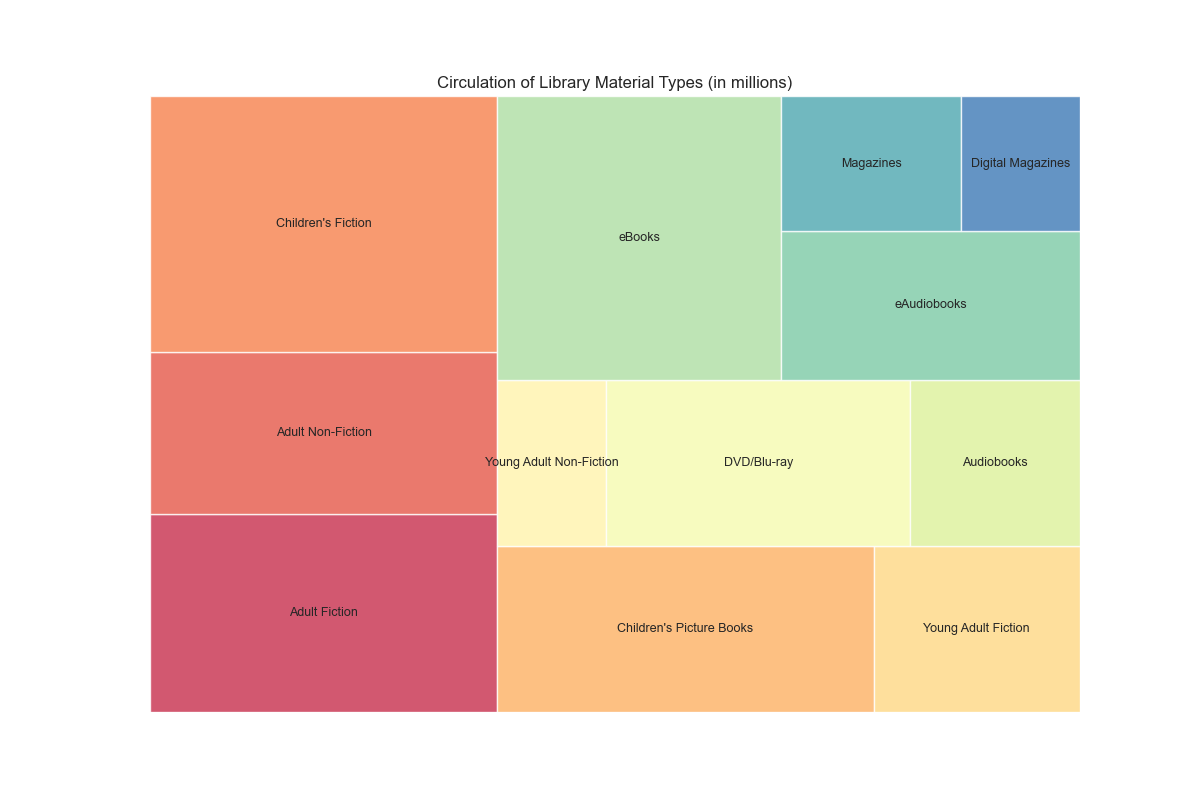 Circulation of Library Material Types (in millions)
Magazines
Digital Magazines
Children's Fiction
eBooks
eAudiobooks
Adult Non-Fiction
Young Adult Non-Fiction
DVD/Blu-ray
Audiobooks
Adult Fiction
Children's Picture Books
Young Adult Fiction